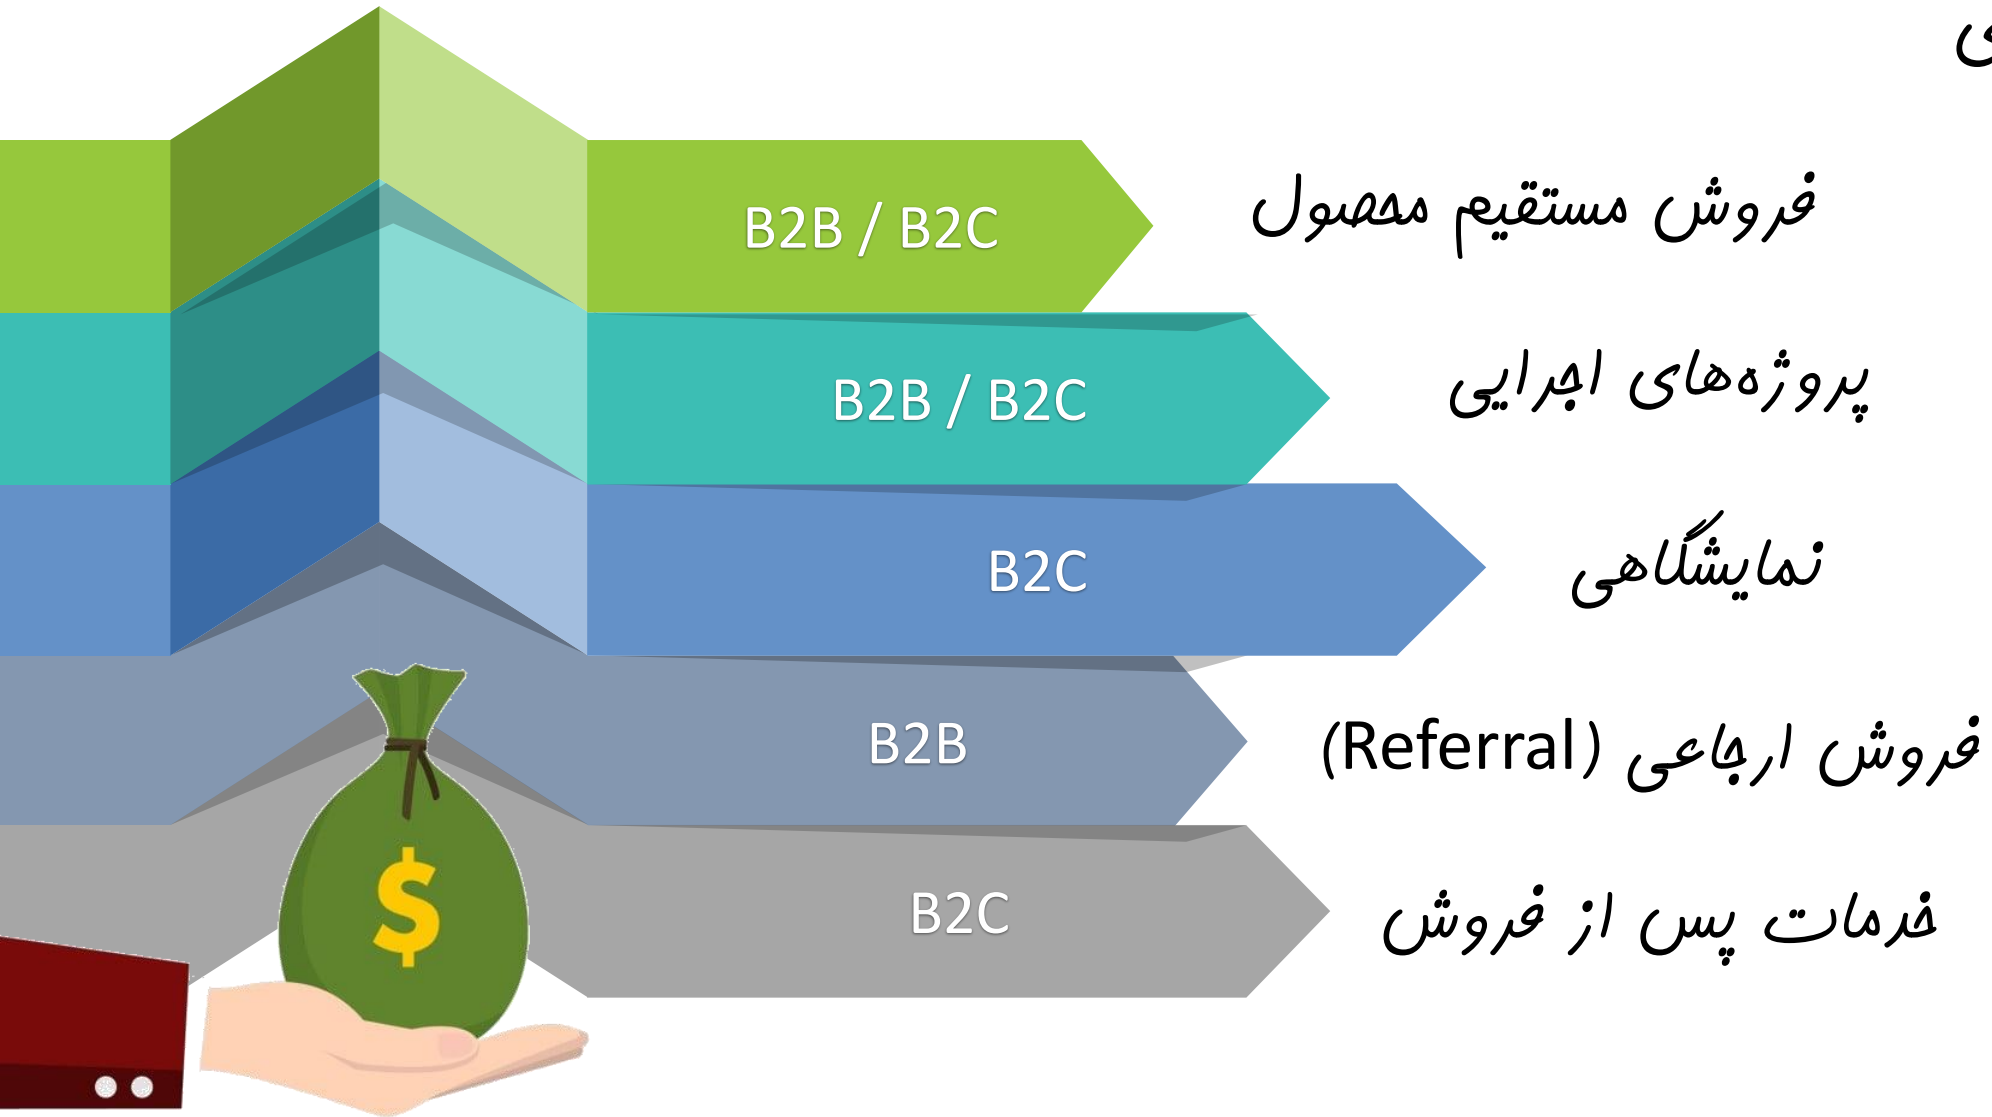 B2B / B2C فروش مستقیم محصول
B2B / B2C پروژه‌های اجرایی
B2C نمایشگاهی
B2B فروش ارجاعی (Referral)
B2C خدمات پس از فروش
$